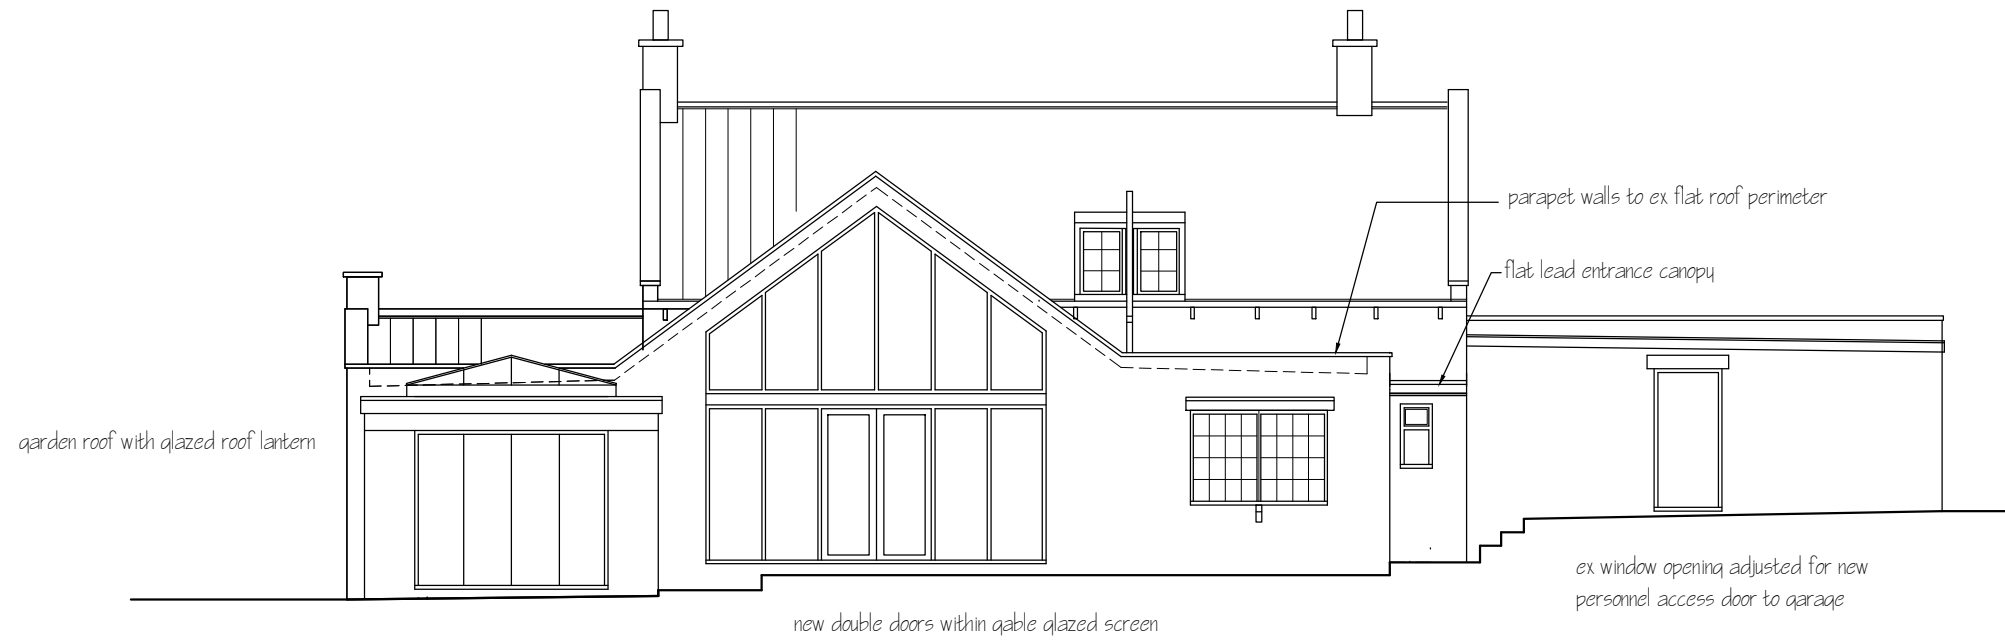 parapet walls to ex flat roof perimeter
flat lead entrance canopy
garden roof with glazed roof lantern
ex window opening adjusted for new
personnel access door to garage
new double doors within gable glazed screen